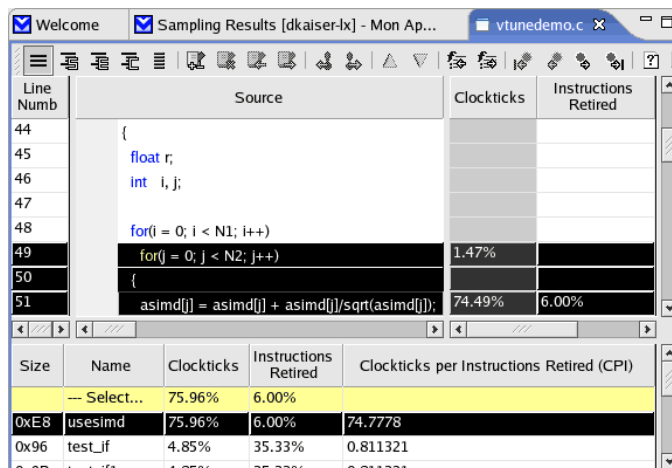 Welcome
Sampling Results [dkaiser-lx] - Mon Ap...
vtunedemo.c
Line Numb Source Clockticks Instructions Retired
44 {
45 float r;
46 int i, j;
47
48 for(i = 0; i < N1; i++)
49 for(j = 0; j < N2; j++) 1.47%
50 {
51 asimd[j] = asimd[j] + asimd[j]/sqrt(asimd[j]); 74.49% 6.00%
Size Name Clockticks Instructions Retired Clockticks per Instructions Retired (CPI)
--- Select... 75.96% 6.00%
0xE8 usesimd 75.96% 6.00% 74.7778
0x96 test_if 4.85% 35.33% 0.811321